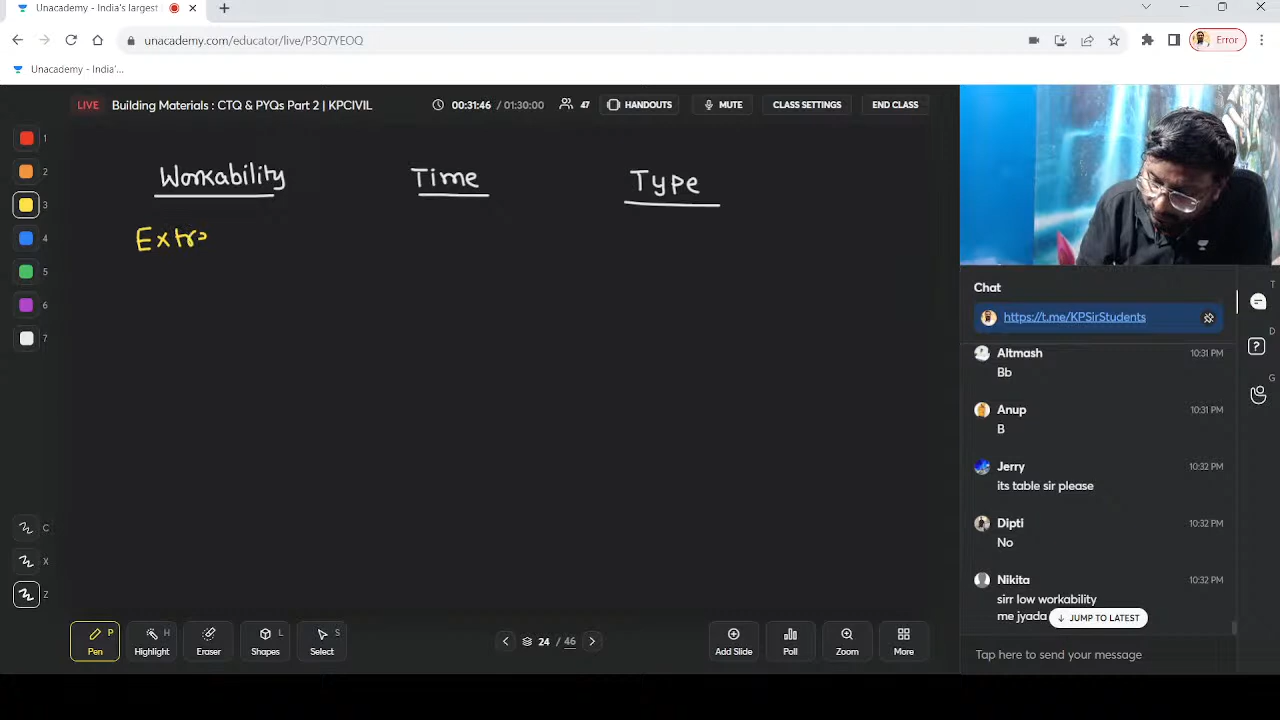 Unacademy - India's largest
unacademy.com/educator/live/P3Q7YEOQ
Error
Unacademy - India'...
LIVE Building Materials : CTQ & PYQs Part 2 | KPCIVIL 00:31:46 / 01:30:00 47 HANDOUTS MUTE CLASS SETTINGS END CLASS
1
2
3
4
5
6
7
C
X
Z
Workability Time Type
Extr
Pen P
Highlight H
Eraser
Shapes L
Select S
24 / 46
Add Slide
Poll
Zoom
More
Chat
https://t.me/KPSirStudents
Altmash 10:31 PM
Bb
Anup 10:31 PM
B
Jerry 10:32 PM
its table sir please
Dipti 10:32 PM
No
Nikita 10:32 PM
sirr low workability
me jyada
JUMP TO LATEST
Tap here to send your message
T
D
G